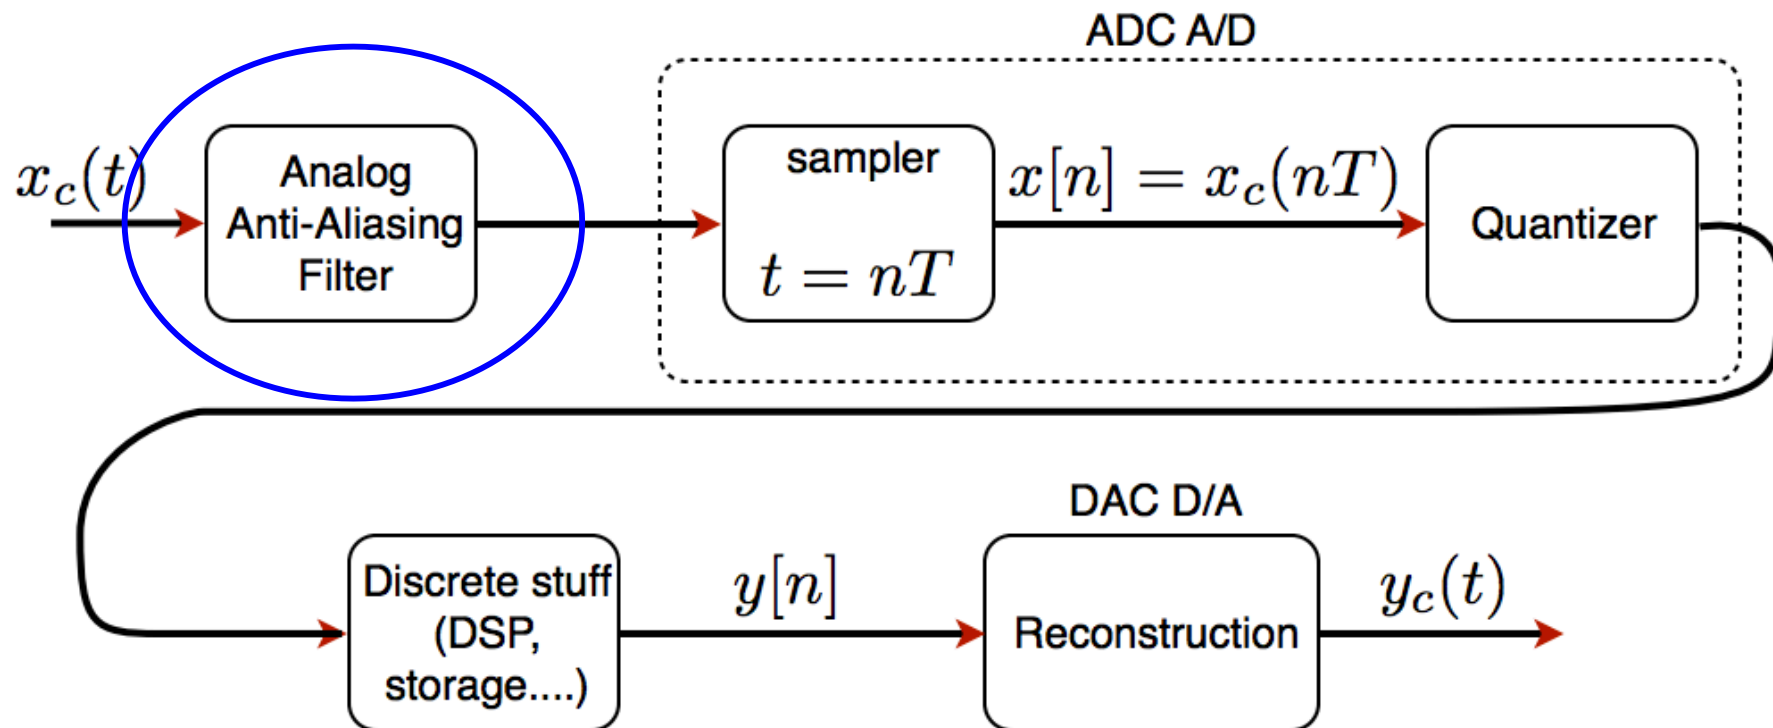 ADC A/D
x_c(t)
Analog
Anti-Aliasing
Filter
sampler
t = nT
x[n] = x_c(nT)
Quantizer
DAC D/A
Discrete stuff
(DSP,
storage....)
y[n]
Reconstruction
y_c(t)